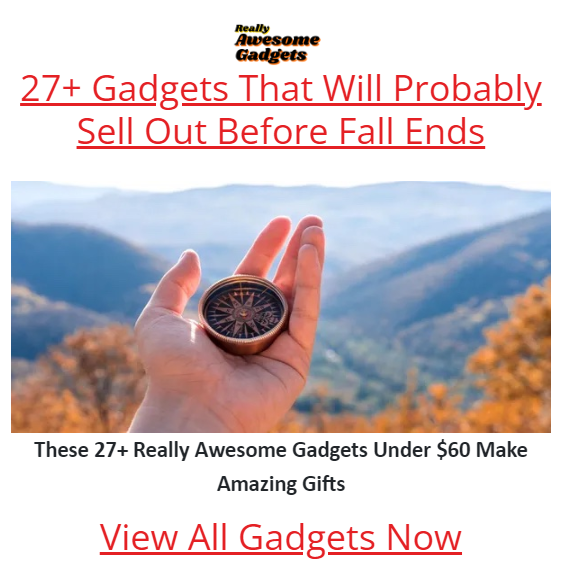 Really
Awesome
Gadgets
27+ Gadgets That Will Probably
Sell Out Before Fall Ends
These 27+ Really Awesome Gadgets Under $60 Make
Amazing Gifts
View All Gadgets Now